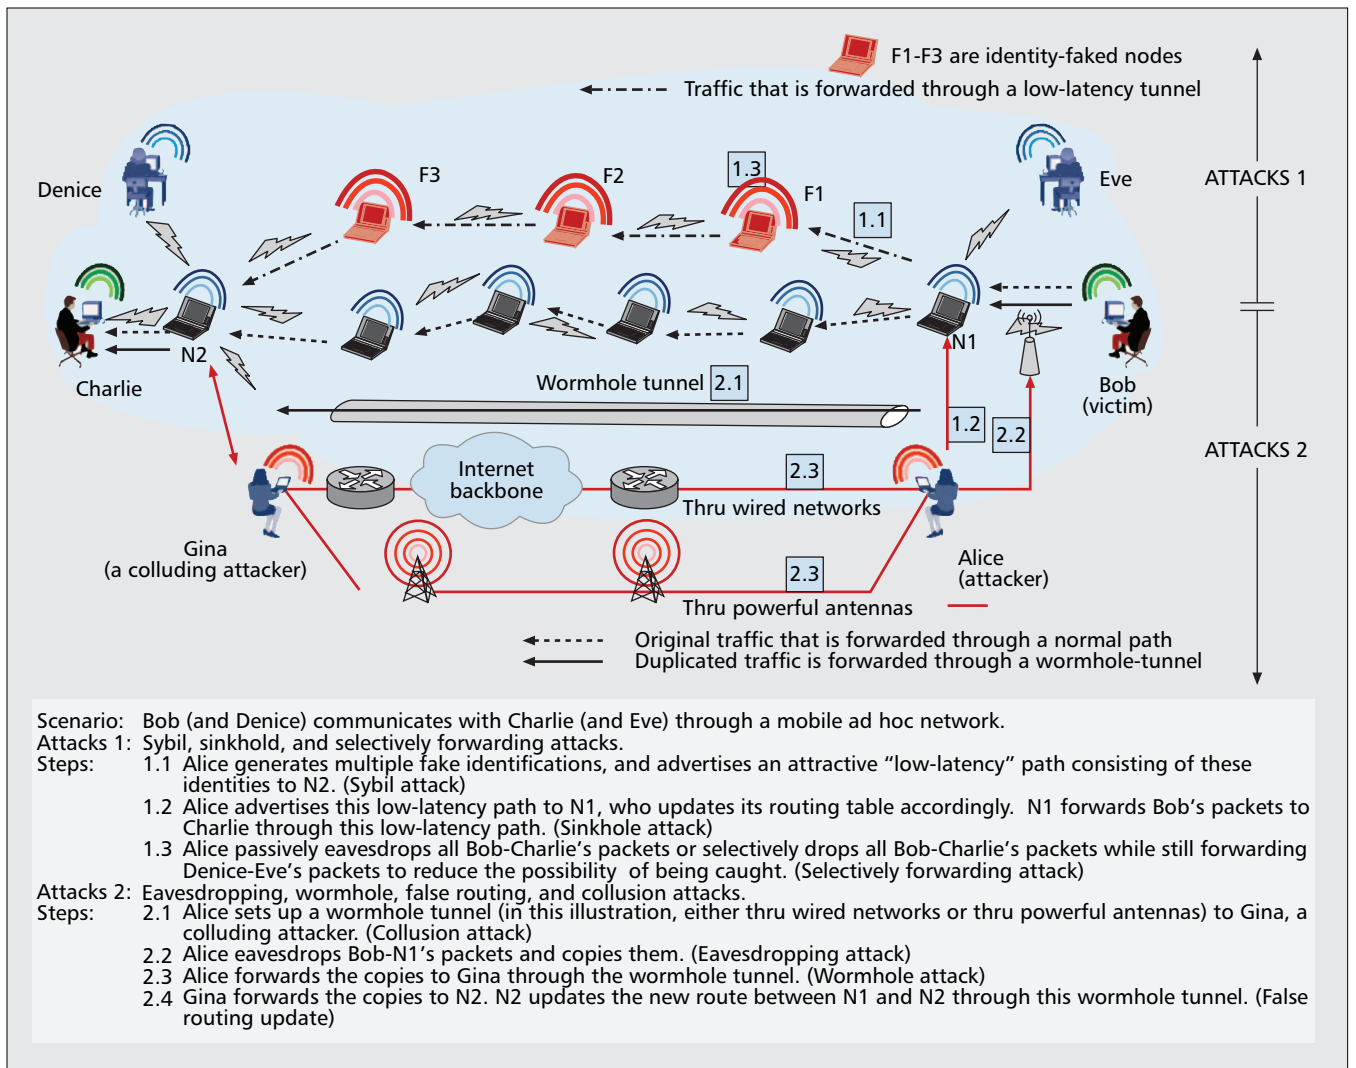 F1-F3 are identity-faked nodes
Traffic that is forwarded through a low-latency tunnel
ATTACKS 1
Denice
F3
F2
1.3
F1
1.1
Eve
N2
N1
Charlie
Bob
(victim)
Wormhole tunnel 2.1
1.2
2.2
ATTACKS 2
Internet
backbone
2.3
Thru wired networks
Gina
(a colluding attacker)
Alice
(attacker)
2.3
Thru powerful antennas
Original traffic that is forwarded through a normal path
Duplicated traffic is forwarded through a wormhole-tunnel
Scenario: Bob (and Denice) communicates with Charlie (and Eve) through a mobile ad hoc network.
Attacks 1: Sybil, sinkhold, and selectively forwarding attacks.
Steps: 1.1 Alice generates multiple fake identifications, and advertises an attractive “low-latency” path consisting of these
identities to N2. (Sybil attack)
1.2 Alice advertises this low-latency path to N1, who updates its routing table accordingly. N1 forwards Bob’s packets to
Charlie through this low-latency path. (Sinkhole attack)
1.3 Alice passively eavesdrops all Bob-Charlie’s packets or selectively drops all Bob-Charlie’s packets while still forwarding
Denice-Eve’s packets to reduce the possibility of being caught. (Selectively forwarding attack)
Attacks 2: Eavesdropping, wormhole, false routing, and collusion attacks.
Steps: 2.1 Alice sets up a wormhole tunnel (in this illustration, either thru wired networks or thru powerful antennas) to Gina, a
colluding attacker. (Collusion attack)
2.2 Alice eavesdrops Bob-N1’s packets and copies them. (Eavesdropping attack)
2.3 Alice forwards the copies to Gina through the wormhole tunnel. (Wormhole attack)
2.4 Gina forwards the copies to N2. N2 updates the new route between N1 and N2 through this wormhole tunnel. (False
routing update)